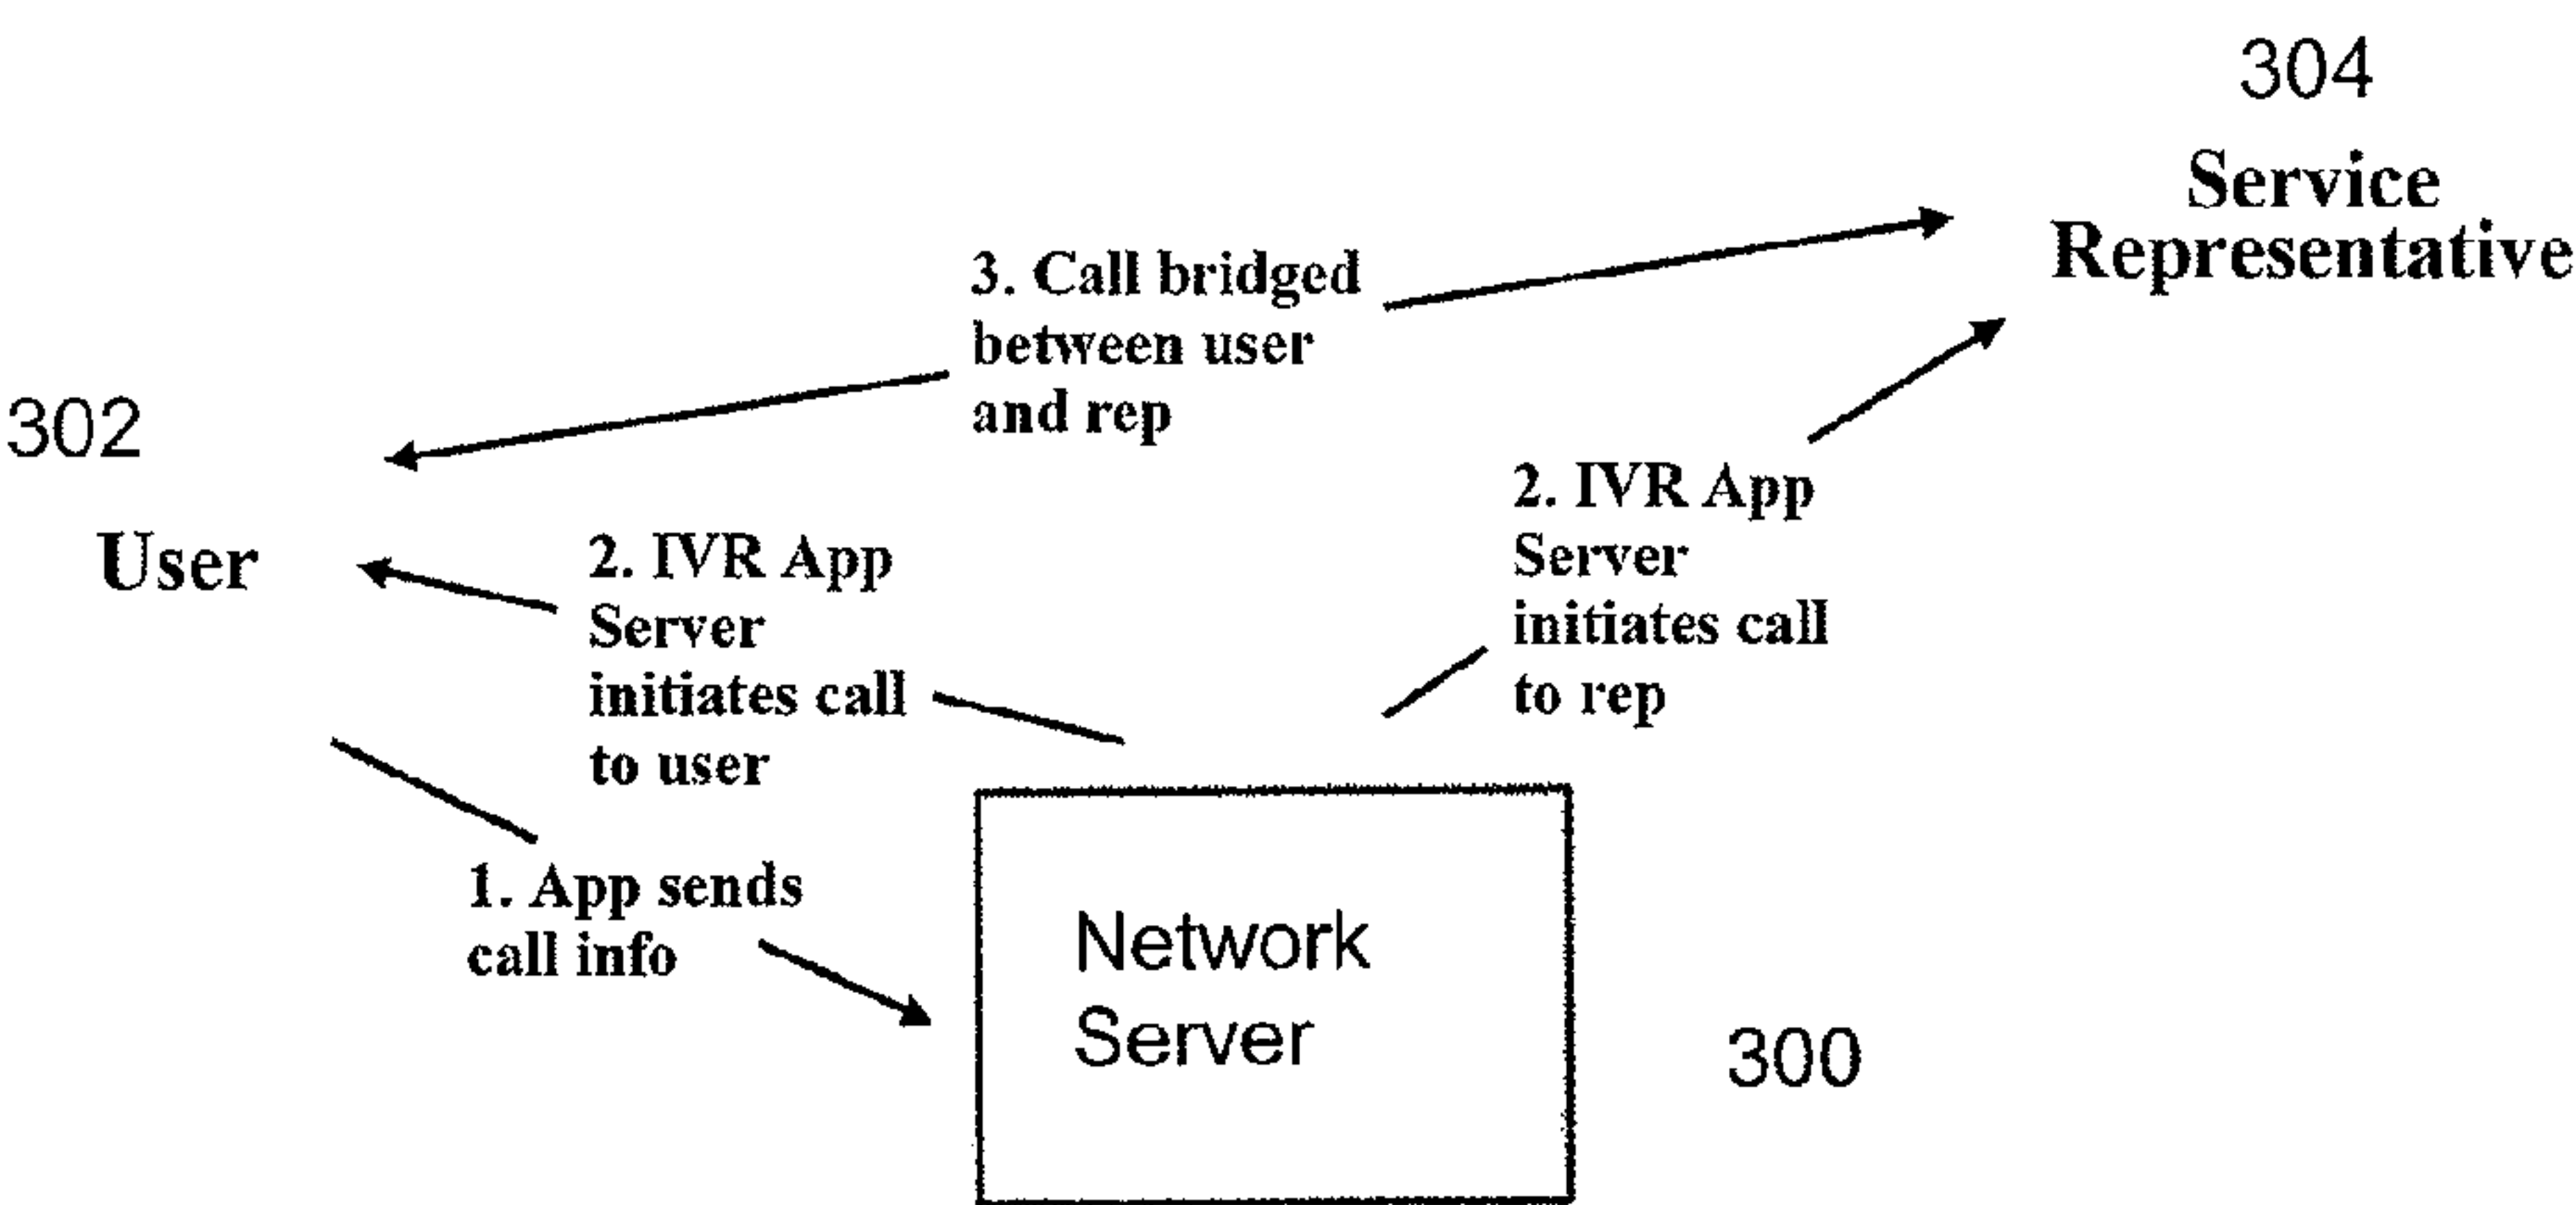 304
Service
Representative
3. Call bridged
between user
and rep
302
User
2. IVR App
Server
initiates call
to user
2. IVR App
Server
initiates call
to rep
1. App sends
call info
Network
Server
300